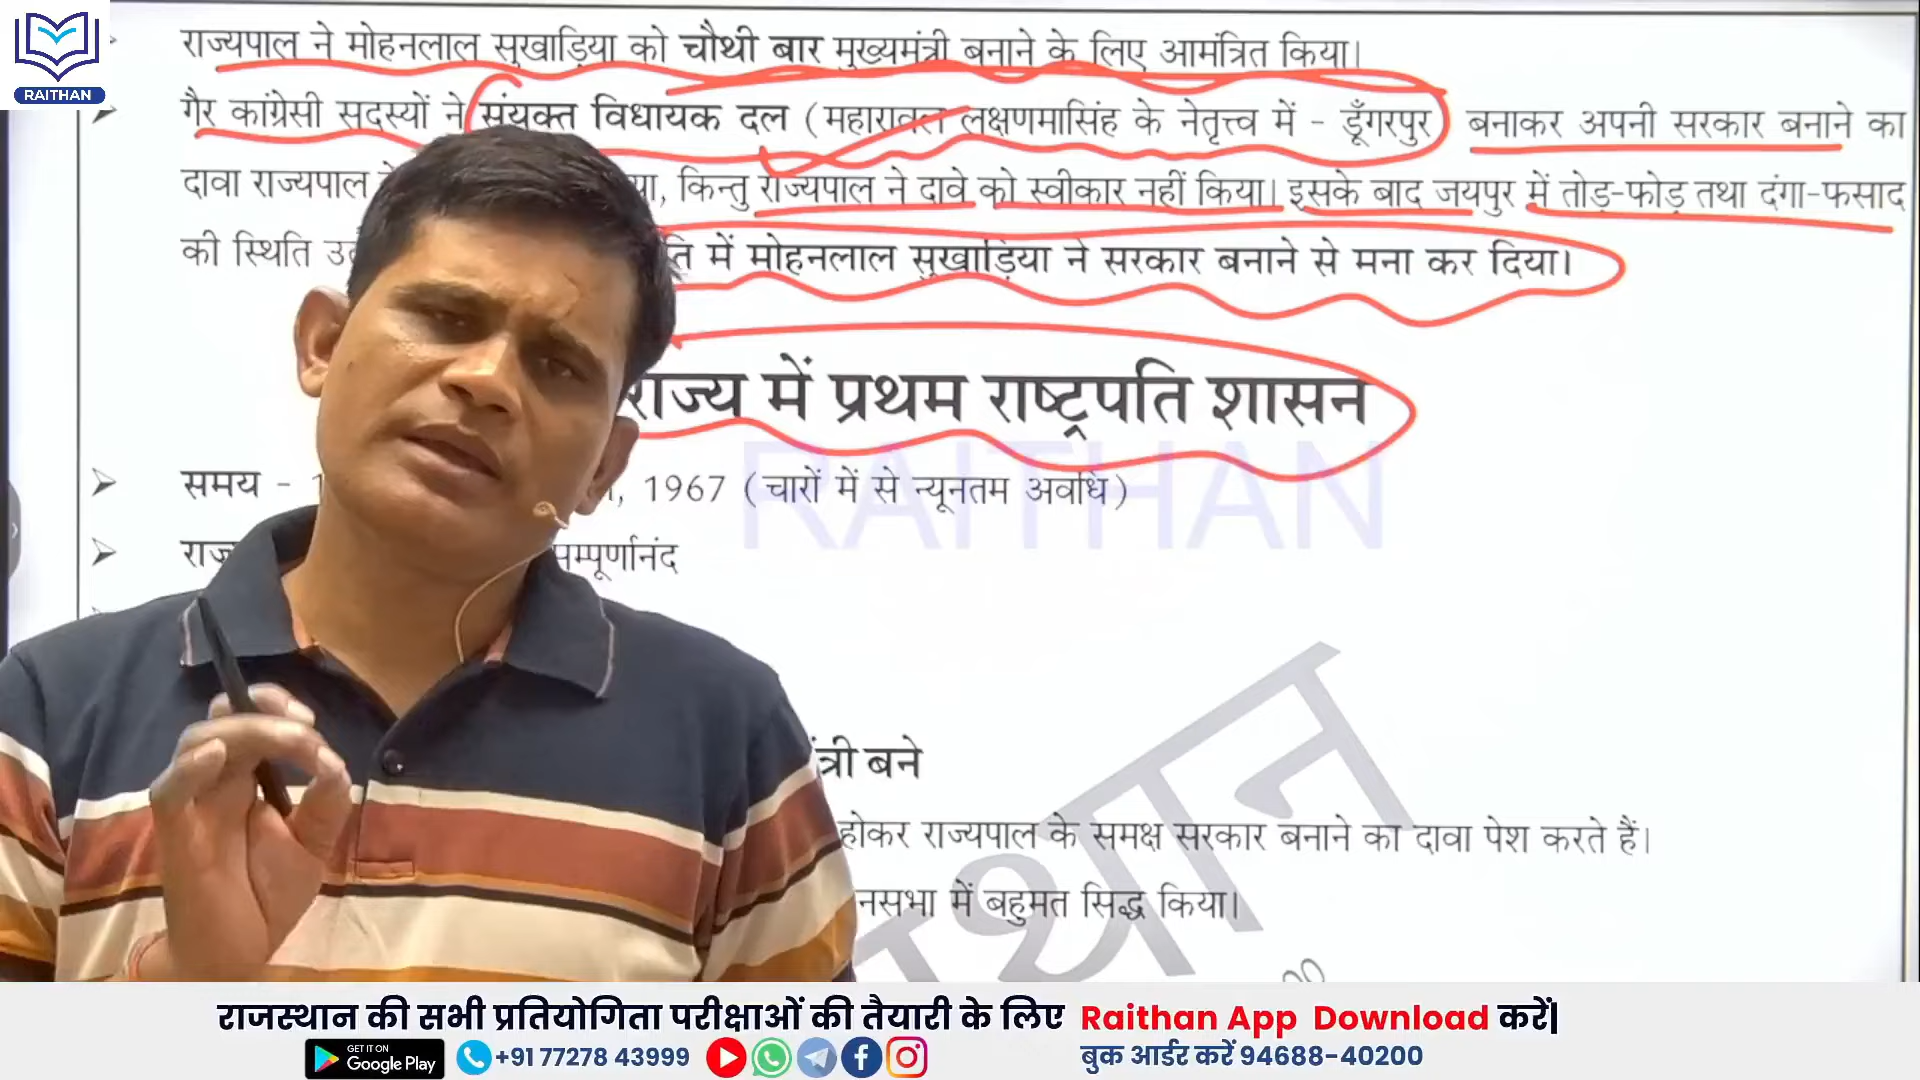 RAITHAN
राज्यपाल ने मोहनलाल सुखाड़िया को चौथी बार मुख्यमंत्री बनाने के लिए आमंत्रित किया।
गैर कांग्रेसी सदस्यों ने संयुक्त विधायक दल (महारावल लक्षणमासिंह के नेतृत्त्व में - डूँगरपुर) बनाकर अपनी सरकार बनाने का
दावा राज्यपाल किन्तु राज्यपाल ने दावे को स्वीकार नहीं किया। इसके बाद जयपुर में तोड़-फोड़ तथा दंगा-फसाद
की स्थिति में मोहनलाल सुखाड़िया ने सरकार बनाने से मना कर दिया।
राज्य में प्रथम राष्ट्रपति शासन
समय - 1967 (चारों में से न्यूनतम अवधि)
सम्पूर्णानंद
RAITHAN
बने
होकर राज्यपाल के समक्ष सरकार बनाने का दावा पेश करते हैं।
में बहुमत सिद्ध किया।
राजस्थान की सभी प्रतियोगिता परीक्षाओं की तैयारी के लिए Raithan App Download करें|
GET IT ON
Google Play
+91 77278 43999
बुक आर्डर करें 94688-40200